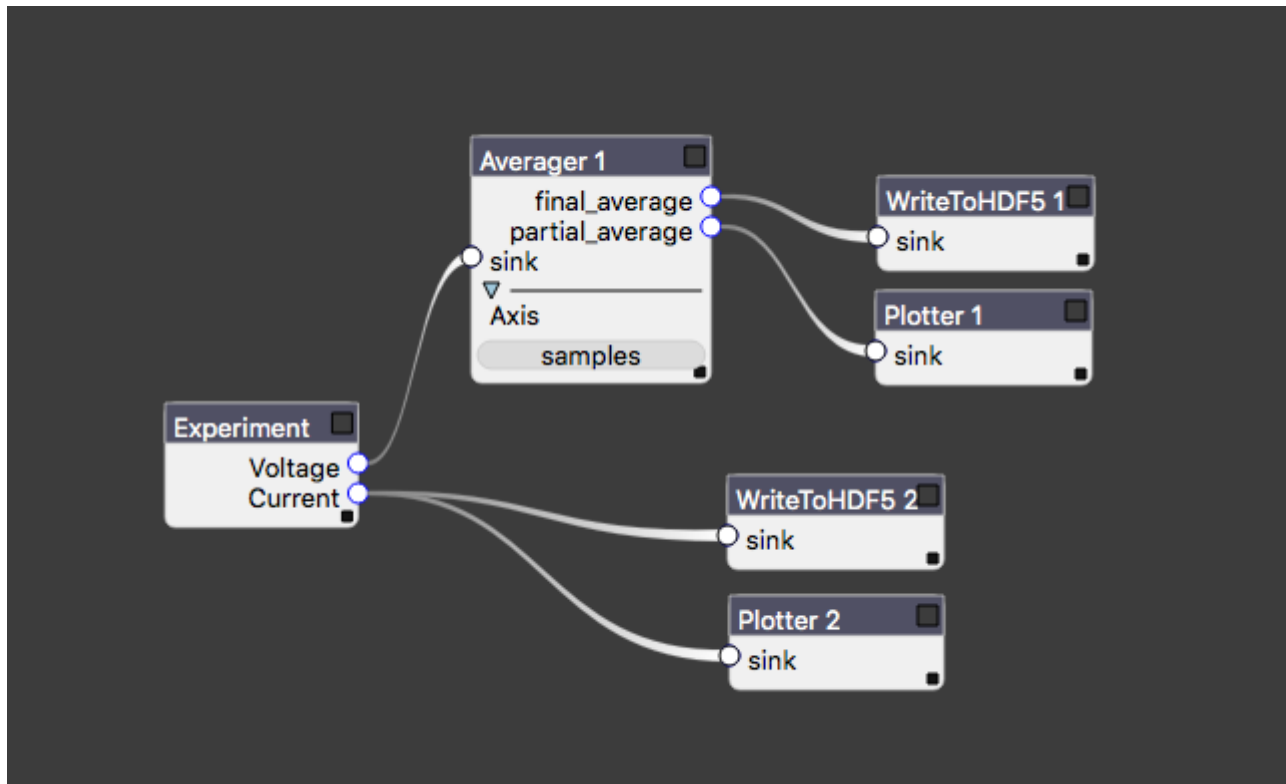 Averager 1
final_average
partial_average
sink
Axis
samples
WriteToHDF5 1
sink
Plotter 1
sink
Experiment
Voltage
Current
WriteToHDF5 2
sink
Plotter 2
sink